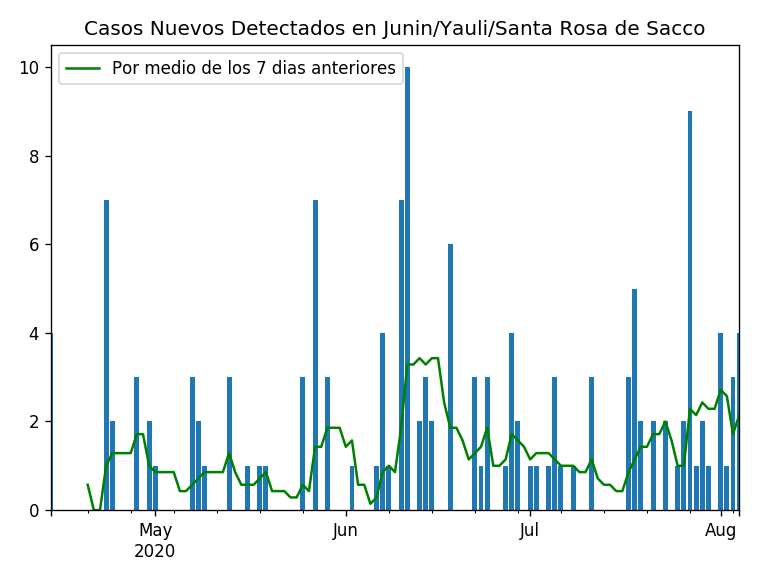 Casos Nuevos Detectados en Junin/Yauli/Santa Rosa de Sacco
Por medio de los 7 dias anteriores
10
8
6
4
2
0
May
2020
Jun
Jul
Aug